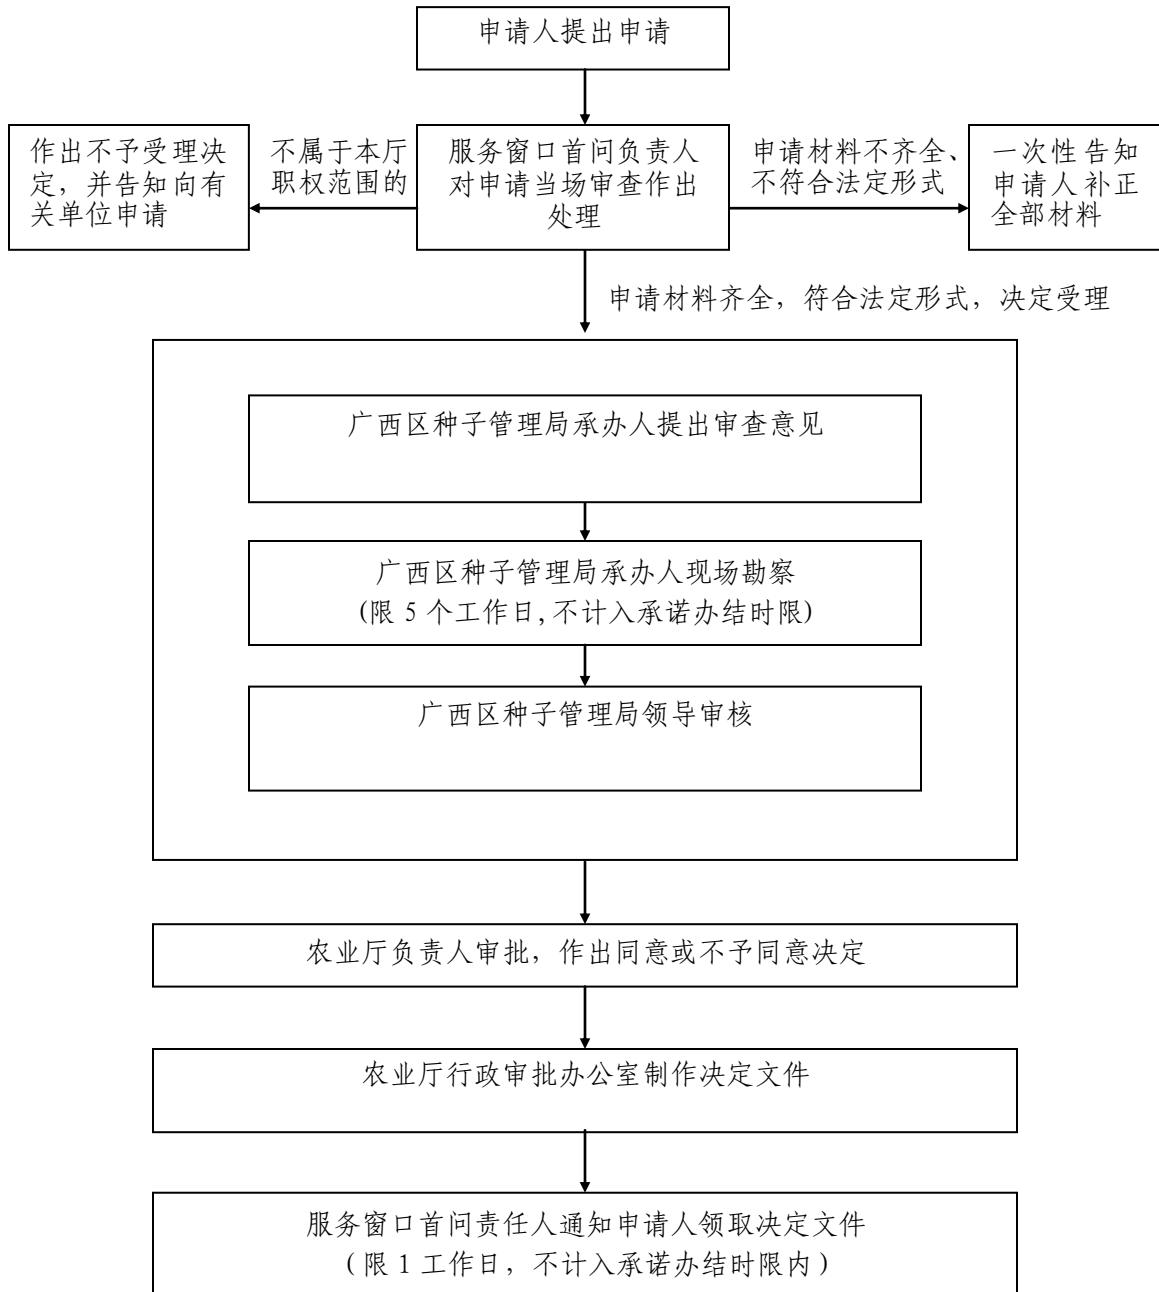 申请人提出申请
作出不予受理决
定，并告知向有
关单位申请
不属于本厅
职权范围的
服务窗口首问负责人
对申请当场审查作出
处理
申请材料不齐全、
不符合法定形式
一次性告知
申请人补正
全部材料
申请材料齐全，符合法定形式，决定受理
广西区种子管理局承办人提出审查意见
广西区种子管理局承办人现场勘察
(限 5 个工作日,不计入承诺办结时限)
广西区种子管理局领导审核
农业厅负责人审批，作出同意或不予同意决定
农业厅行政审批办公室制作决定文件
服务窗口首问责任人通知申请人领取决定文件
（限 1 工作日，不计入承诺办结时限内）